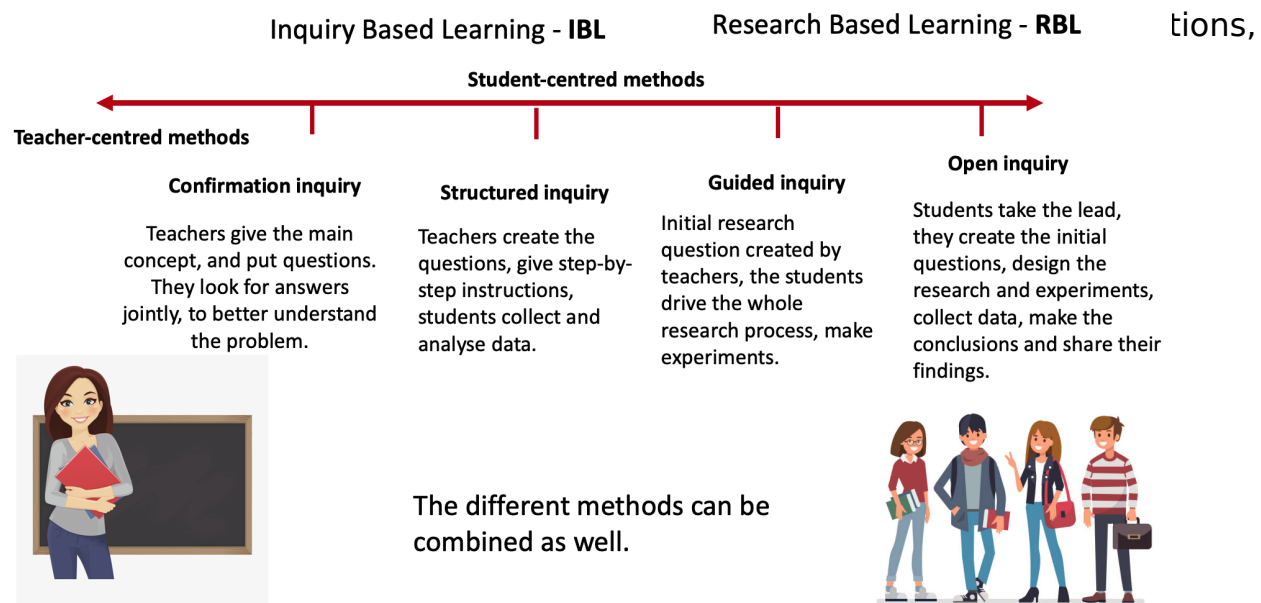 Inquiry Based Learning - IBL
Research Based Learning - RBL
tions,
Student-centred methods
Teacher-centred methods
Confirmation inquiry
Teachers give the main
concept, and put questions.
They look for answers
jointly, to better understand
the problem.
Structured inquiry
Teachers create the
questions, give step-by-
step instructions,
students collect and
analyse data.
Guided inquiry
Initial research
question created by
teachers, the students
drive the whole
research process, make
experiments.
Open inquiry
Students take the lead,
they create the initial
questions, design the
research and experiments,
collect data, make the
conclusions and share their
findings.
The different methods can be
combined as well.